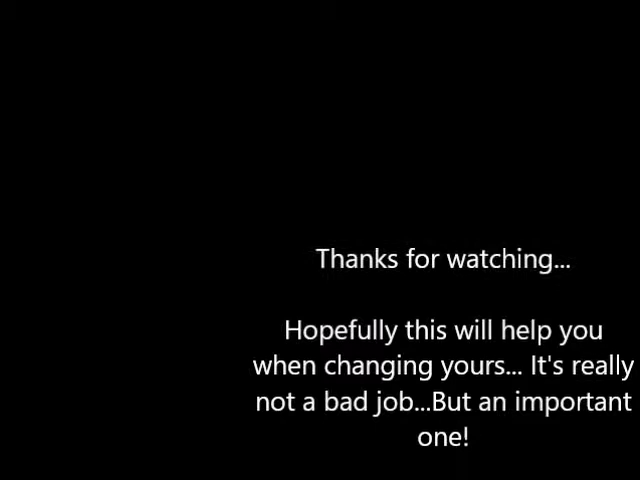 Thanks for watching...
Hopefully this will help you
when changing yours... It's really
not a bad job...But an important
one!